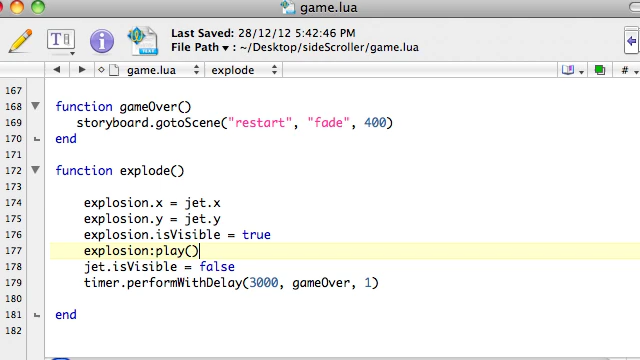 game.lua
Last Saved: 28/12/12 5:42:46 PM
File Path ▾ : ~/Desktop/sideScroller/game.lua
game.lua explode
167
168 function gameOver()
169 storyboard.gotoScene("restart", "fade", 400)
170 end
171
172 function explode()
173
174 explosion.x = jet.x
175 explosion.y = jet.y
176 explosion.isVisible = true
177 explosion:play()
178 jet.isVisible = false
179 timer.performWithDelay(3000, gameOver, 1)
180
181 end
182